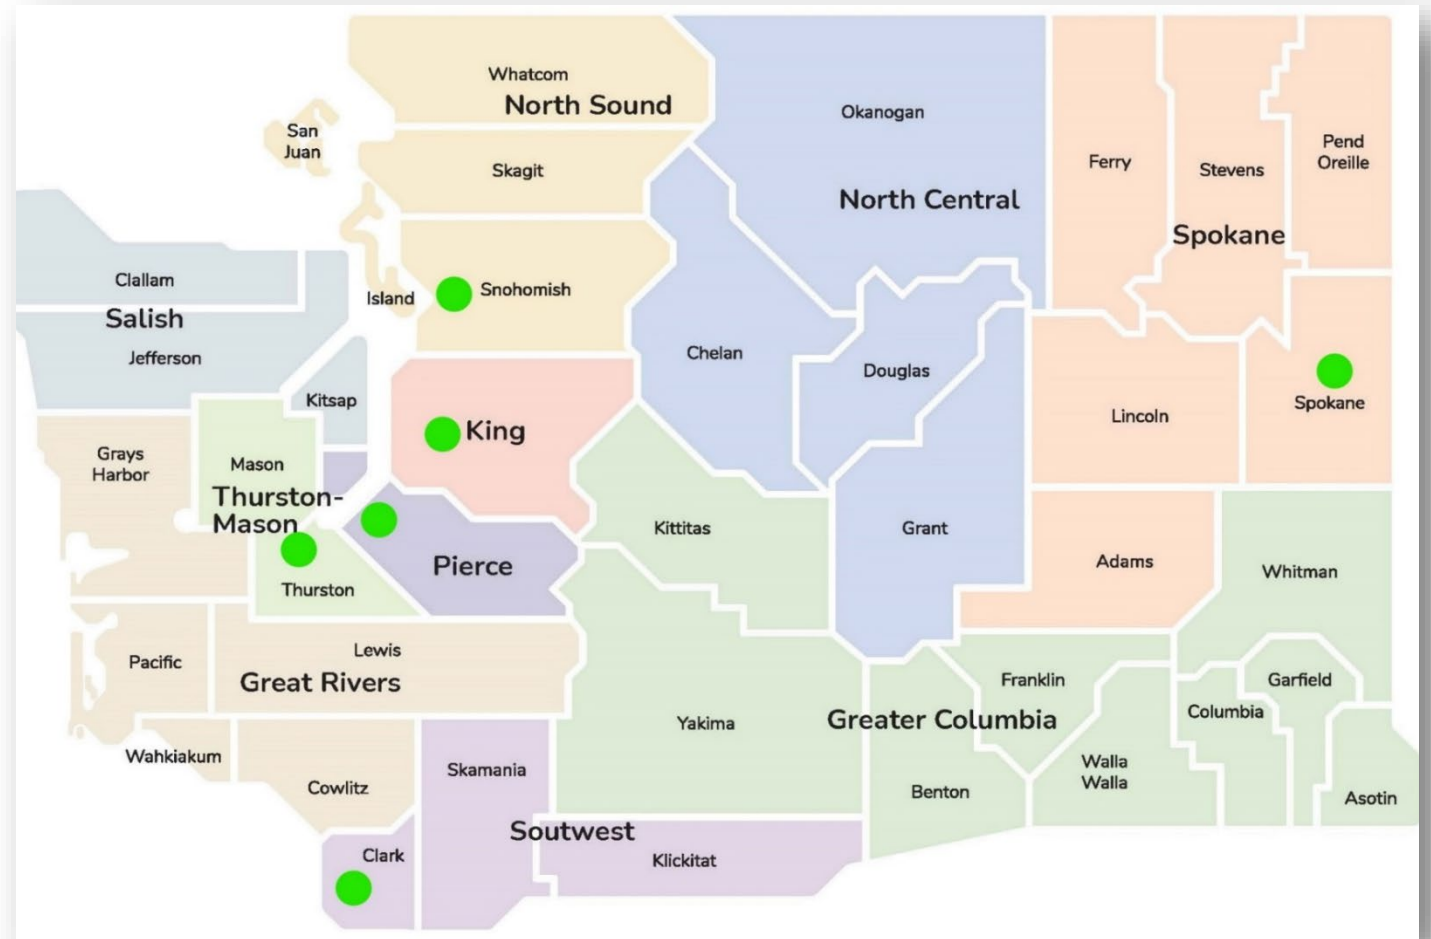 Whatcom
North Sound
Okanogan
San
Juan
Skagit
Ferry
Stevens
Pend
Oreille
North Central
Spokane
Clallam
Island
Snohomish
Salish
Jefferson
Chelan
Douglas
Kitsap
King
Lincoln
Spokane
Grays
Harbor
Mason
Thurston-
Mason
Kittitas
Grant
Pierce
Adams
Whitman
Thurston
Pacific
Lewis
Great Rivers
Franklin
Garfield
Yakima
Greater Columbia
Columbia
Wahkiakum
Skamania
Walla
Walla
Cowlitz
Benton
Asotin
Soutwest
Clark
Klickitat